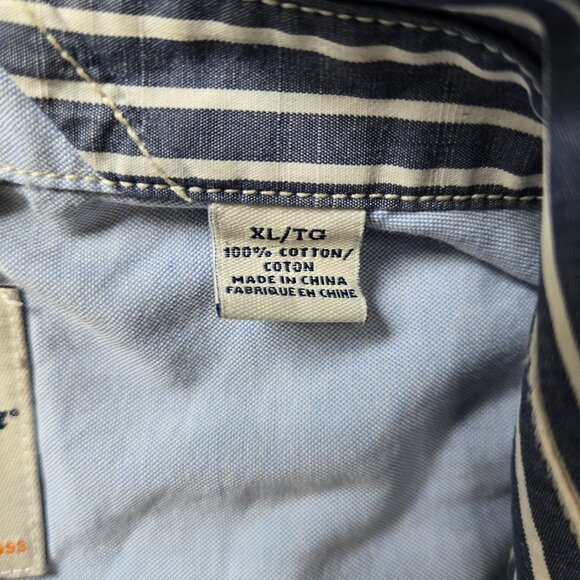 XL/TG
100% COTTON/
COTON
MADE IN CHINA
FABRIQUE EN CHINE